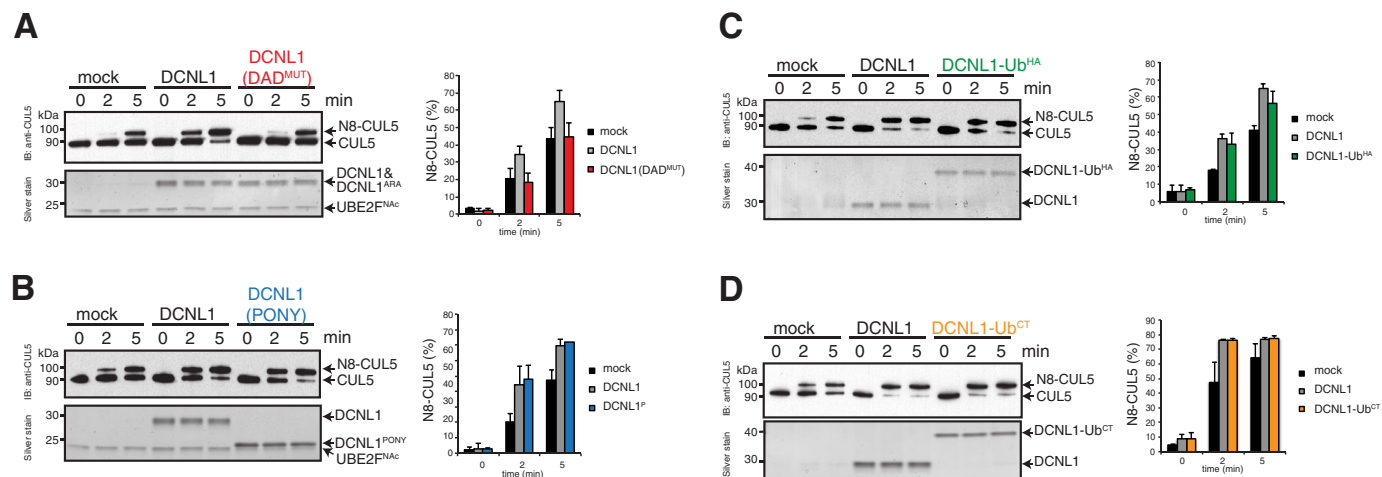 A
DCNL1
(DAD^MUT)
mock DCNL1
0 2 5 0 2 5 0 2 5 min
kDa
100
90
IB: anti-CUL5
N8-CUL5
CUL5
30
25
Silver stain
DCNL1&
DCNL1^ARA
UBE2F^NAc
N8-CUL5 (%)
80
70
60
50
40
30
20
10
0
0 2 5
time (min)
mock
DCNL1
DCNL1(DAD^MUT)
B
DCNL1
(PONY)
mock DCNL1
0 2 5 0 2 5 0 2 5 min
kDa
100
90
IB: anti-CUL5
N8-CUL5
CUL5
30
25
Silver stain
DCNL1
DCNL1^PONY
UBE2F^NAc
N8-CUL5 (%)
80
70
60
50
40
30
20
10
0
0 2 5
time (min)
mock
DCNL1
DCNL1^P
C
mock DCNL1 DCNL1-Ub^HA
0 2 5 0 2 5 0 2 5 min
kDa
100
90
IB: anti-CUL5
N8-CUL5
CUL5
40
30
Silver stain
DCNL1-Ub^HA
DCNL1
N8-CUL5 (%)
80
70
60
50
40
30
20
10
0
0 2 5
time (min)
mock
DCNL1
DCNL1-Ub^HA
D
mock DCNL1 DCNL1-Ub^CT
0 2 5 0 2 5 0 2 5 min
kDa
100
90
IB: anti-CUL5
N8-CUL5
CUL5
40
30
Silver stain
DCNL1-Ub^CT
DCNL1
N8-CUL5 (%)
90
80
70
60
50
40
30
20
10
0
0 2 5
time (min)
mock
DCNL1
DCNL1-Ub^CT